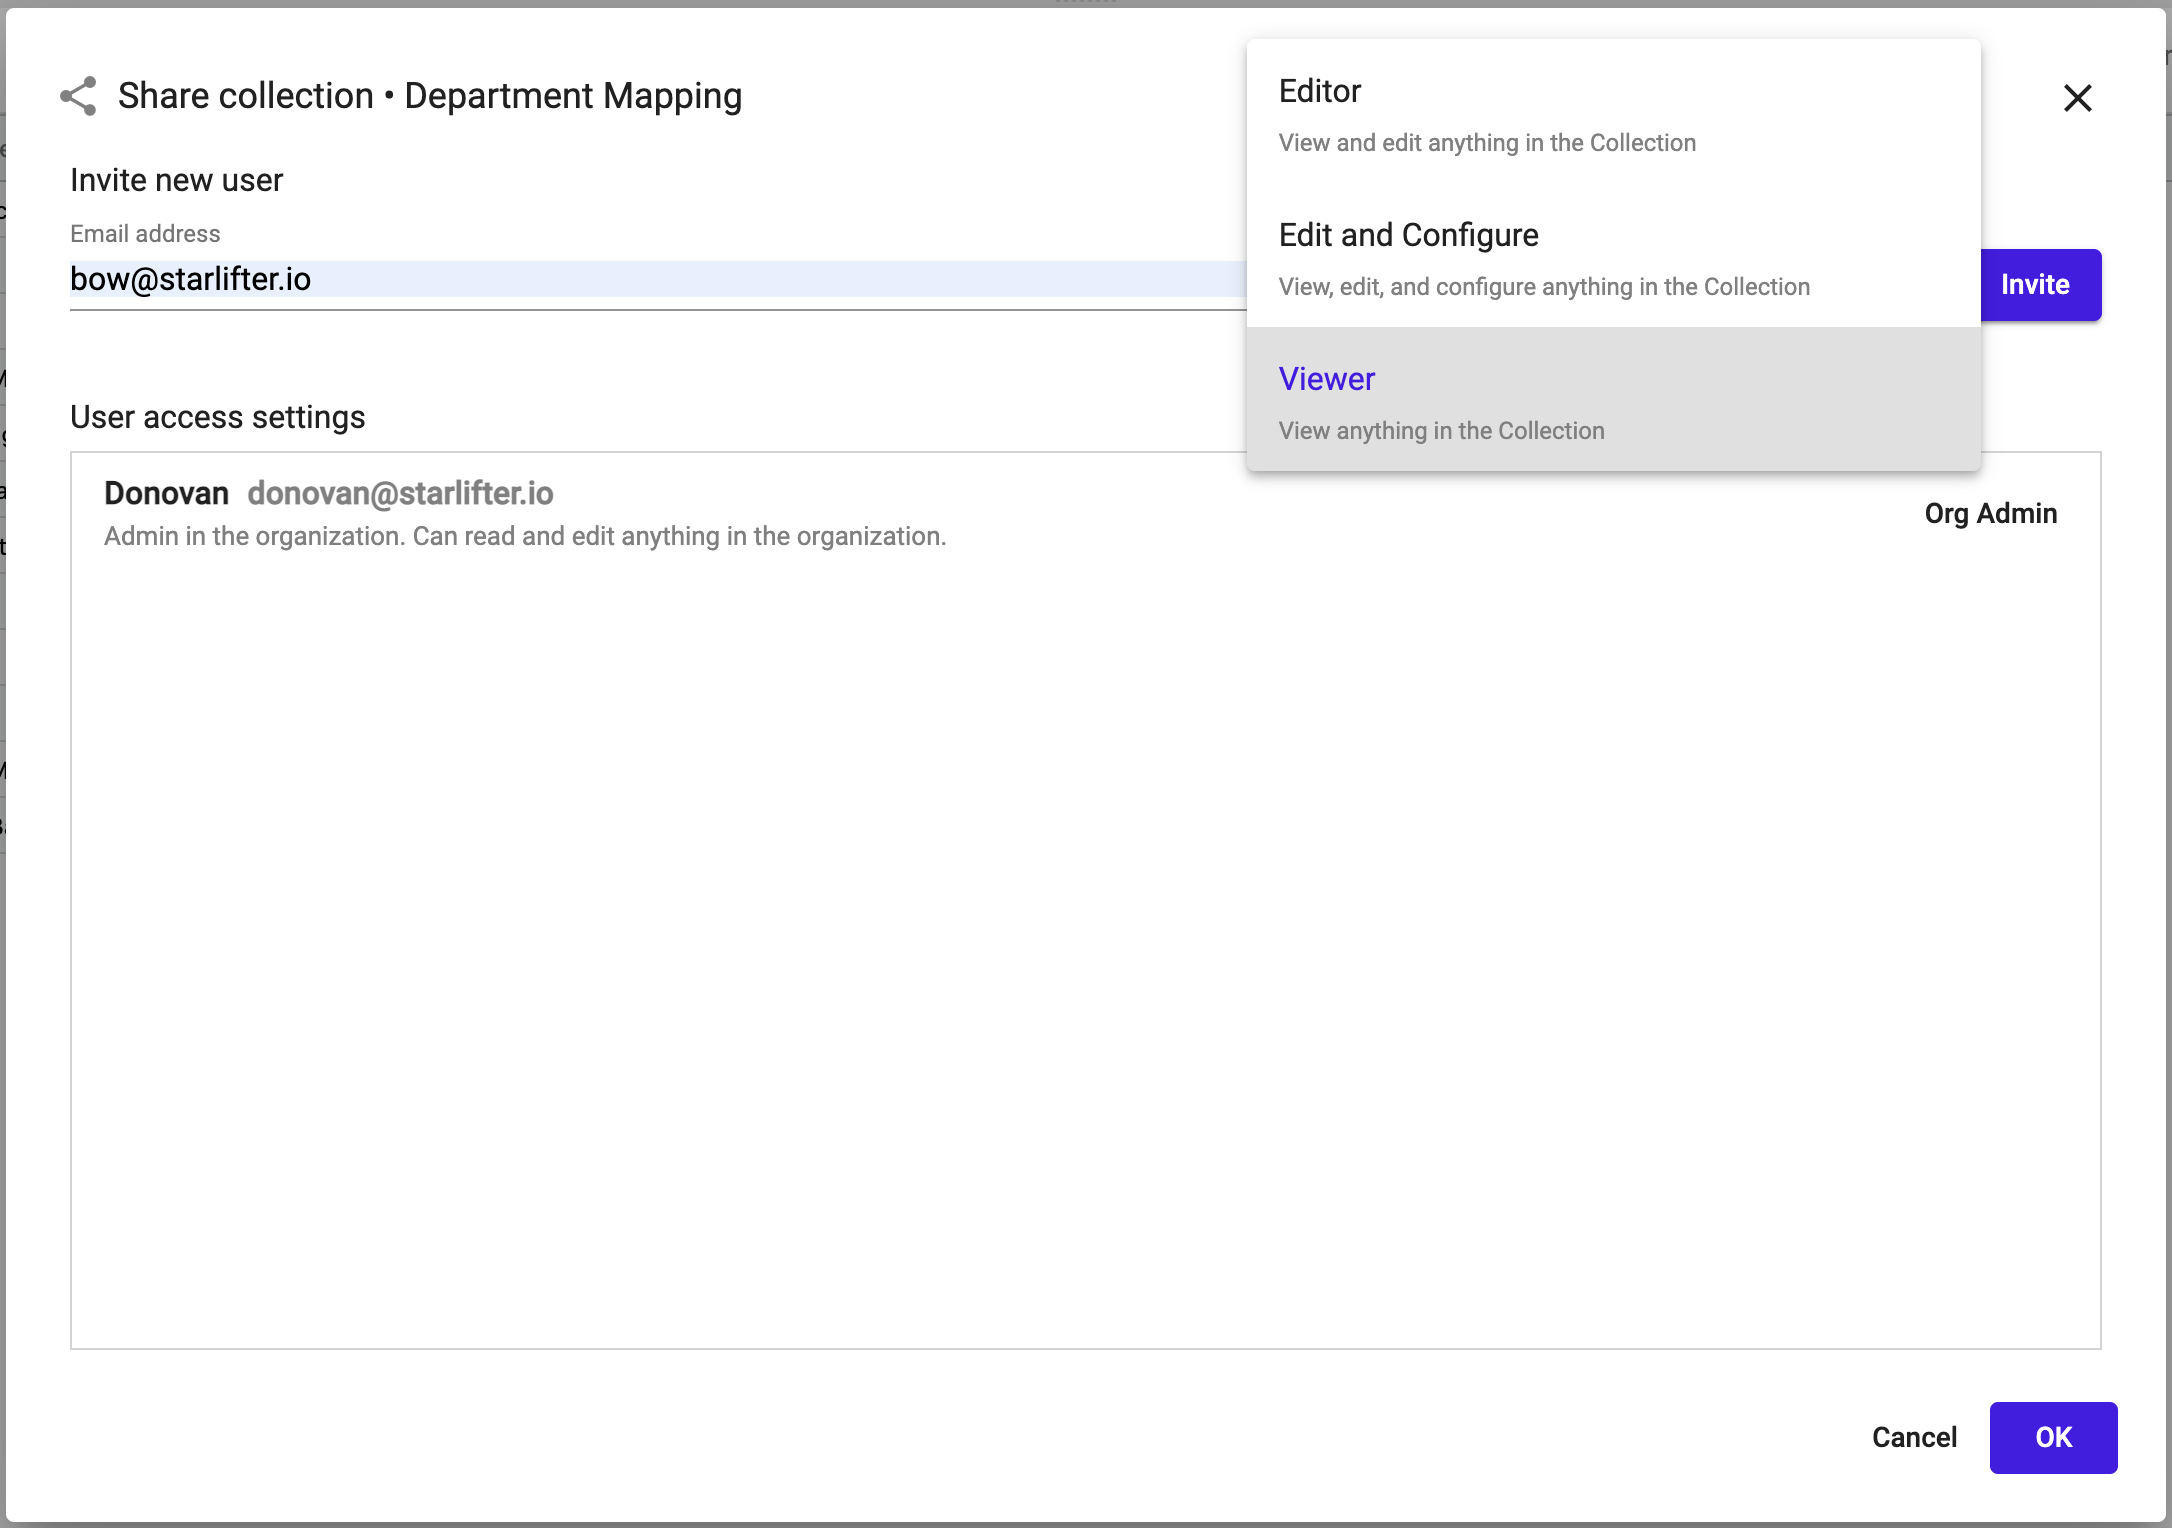 Share collection • Department Mapping
Invite new user
Email address
bow@starlifter.io
Editor
View and edit anything in the Collection
Edit and Configure
View, edit, and configure anything in the Collection
Viewer
View anything in the Collection
Invite
User access settings
Donovan donovan@starlifter.io
Admin in the organization. Can read and edit anything in the organization.
Org Admin
Cancel
OK